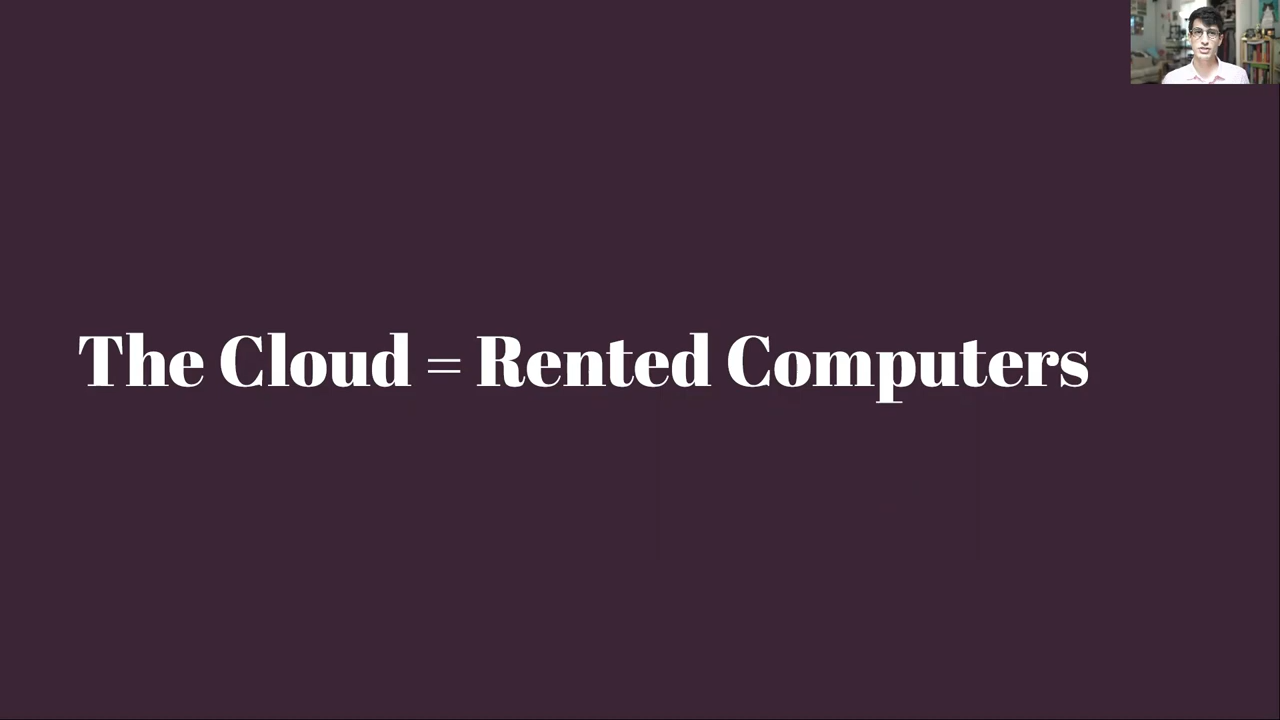 The Cloud = Rented Computers